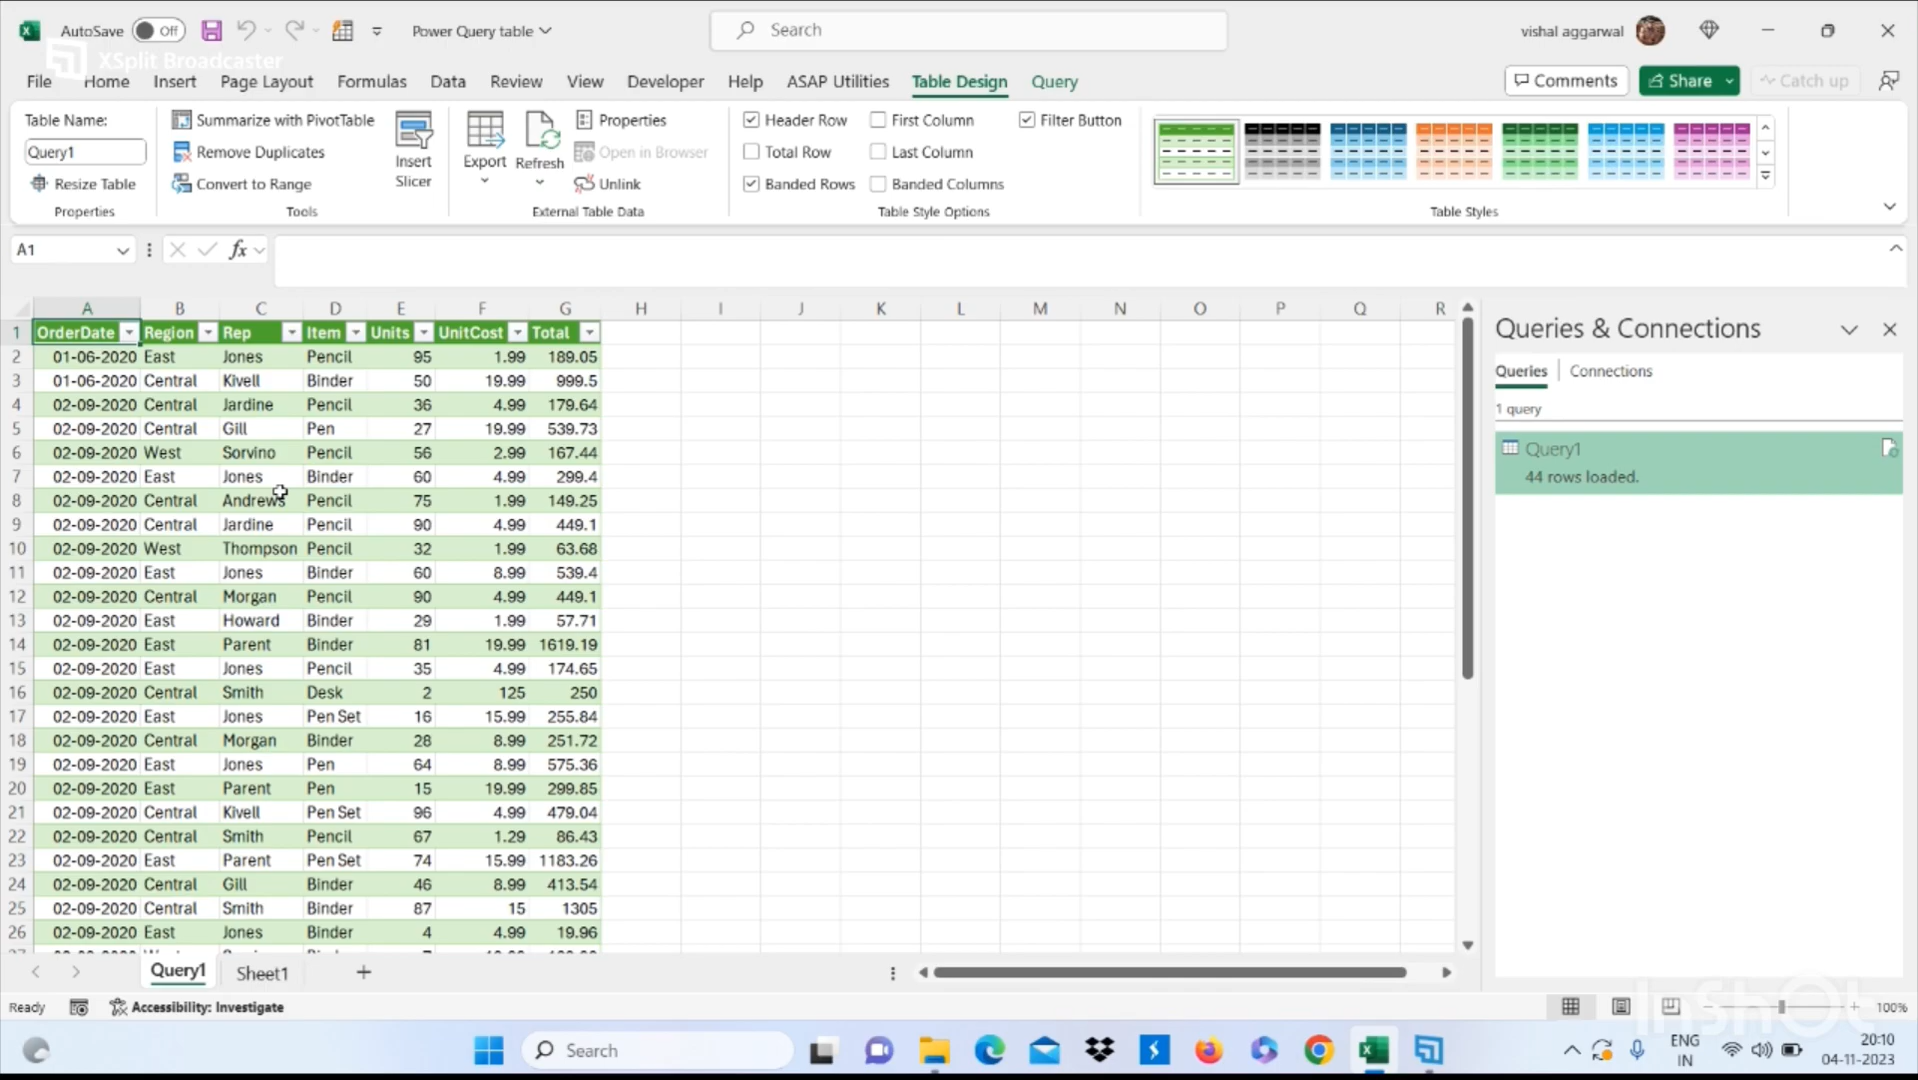 AutoSave Off Power Query table Search vishal aggarwal
XSplit Broadcaster
File Home Insert Page Layout Formulas Data Review View Developer Help ASAP Utilities Table Design Query Comments Share Catch up
Table Name: Summarize with PivotTable Properties Header Row First Column Filter Button
Query1 Remove Duplicates Insert Slicer Export Refresh Open in Browser Total Row Last Column
Resize Table Convert to Range Unlink Banded Rows Banded Columns
Properties Tools External Table Data Table Style Options Table Styles
A1 fx
A B C D E F G H I J K L M N O P Q R
1 OrderDate Region Rep Item Units UnitCost Total
2 01-06-2020 East Jones Pencil 95 1.99 189.05
3 01-06-2020 Central Kivell Binder 50 19.99 999.5
4 02-09-2020 Central Jardine Pencil 36 4.99 179.64
5 02-09-2020 Central Gill Pen 27 19.99 539.73
6 02-09-2020 West Sorvino Pencil 56 2.99 167.44
7 02-09-2020 East Jones Binder 60 4.99 299.4
8 02-09-2020 Central Andrews Pencil 75 1.99 149.25
9 02-09-2020 Central Jardine Pencil 90 4.99 449.1
10 02-09-2020 West Thompson Pencil 32 1.99 63.68
11 02-09-2020 East Jones Binder 60 8.99 539.4
12 02-09-2020 Central Morgan Pencil 90 4.99 449.1
13 02-09-2020 East Howard Binder 29 1.99 57.71
14 02-09-2020 East Parent Binder 81 19.99 1619.19
15 02-09-2020 East Jones Pencil 35 4.99 174.65
16 02-09-2020 Central Smith Desk 2 125 250
17 02-09-2020 East Jones Pen Set 16 15.99 255.84
18 02-09-2020 Central Morgan Binder 28 8.99 251.72
19 02-09-2020 East Jones Pen 64 8.99 575.36
20 02-09-2020 East Parent Pen 15 19.99 299.85
21 02-09-2020 Central Kivell Pen Set 96 4.99 479.04
22 02-09-2020 Central Smith Pencil 67 1.29 86.43
23 02-09-2020 East Parent Pen Set 74 15.99 1183.26
24 02-09-2020 Central Gill Binder 46 8.99 413.54
25 02-09-2020 Central Smith Binder 87 15 1305
26 02-09-2020 East Jones Binder 4 4.99 19.96
Queries & Connections
Queries Connections
1 query
Query1
44 rows loaded.
Query1 Sheet1
Ready Accessibility: Investigate 100%
InShOt
Search ENG IN 20:10 04-11-2023